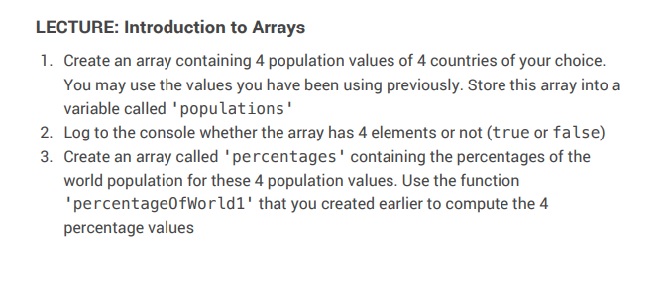 LECTURE: Introduction to Arrays
1. Create an array containing 4 population values of 4 countries of your choice.
You may use the values you have been using previously. Store this array into a
variable called 'populations'
2. Log to the console whether the array has 4 elements or not (true or false)
3. Create an array called 'percentages' containing the percentages of the
world population for these 4 population values. Use the function
'percentageOfWorld1' that you created earlier to compute the 4
percentage values